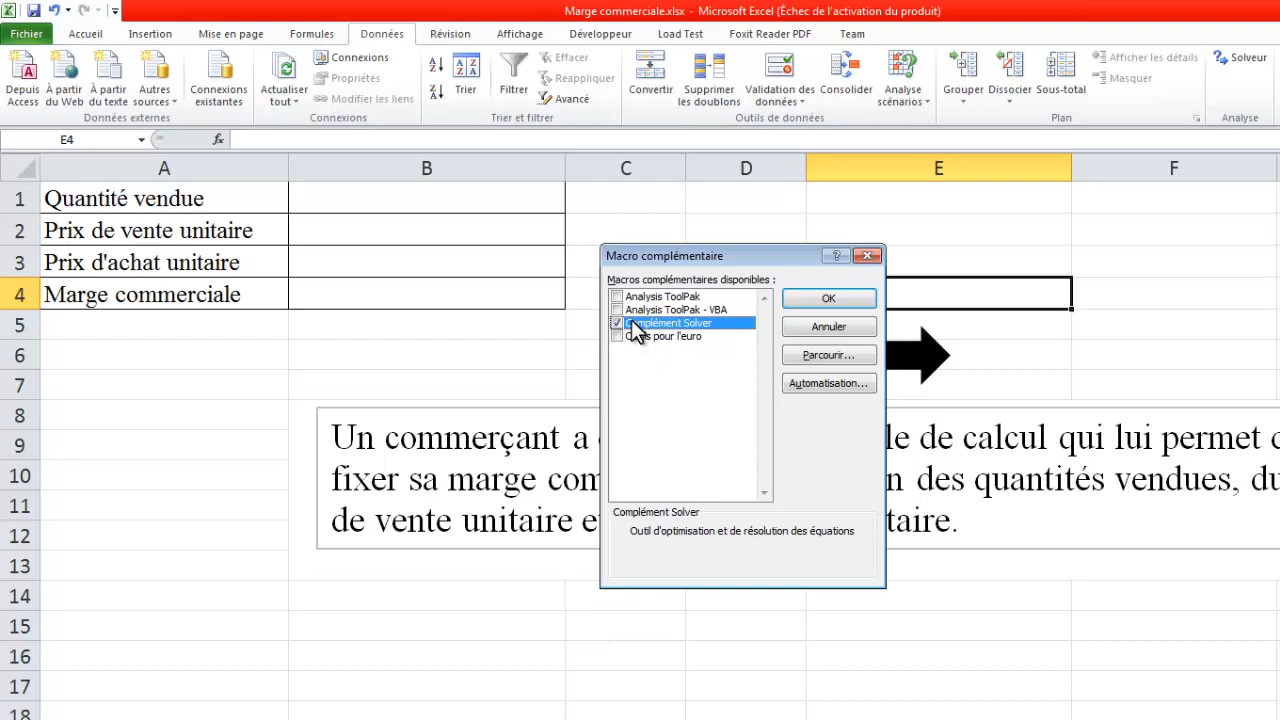 Marge commerciale.xlsx - Microsoft Excel (Échec de l'activation du produit)
Fichier Accueil Insertion Mise en page Formules Données Révision Affichage Développeur Load Test Foxit Reader PDF Team
Depuis Access
À partir du Web
À partir du texte
Autres sources
Connexions existantes
Données externes
Actualiser tout
Connexions
Propriétés
Modifier les liens
Connexions
Trier
Filtrer
Effacer
Réappliquer
Avancé
Trier et filtrer
Convertir
Supprimer les doublons
Validation des données
Consolider
Analyse scénarios
Outils de données
Grouper
Dissocier
Sous-total
Afficher les détails
Masquer
Plan
Solveur
Analyse
E4 fx
A B C D E F
1 Quantité vendue
2 Prix de vente unitaire
3 Prix d'achat unitaire
4 Marge commerciale
5
6
7
8
9
10
11
12
13
14
15
16
17
18
Un commerçant a le de calcul qui lui permet
fixer sa marge com n des quantités vendues,
de vente unitaire taire.
Macro complémentaire
Macros complémentaires disponibles :
Analysis ToolPak
Analysis ToolPak - VBA
Complément Solver
pour l'euro
OK
Annuler
Parcourir...
Automatisation...
Complément Solver
Outil d'optimisation et de résolution des équations